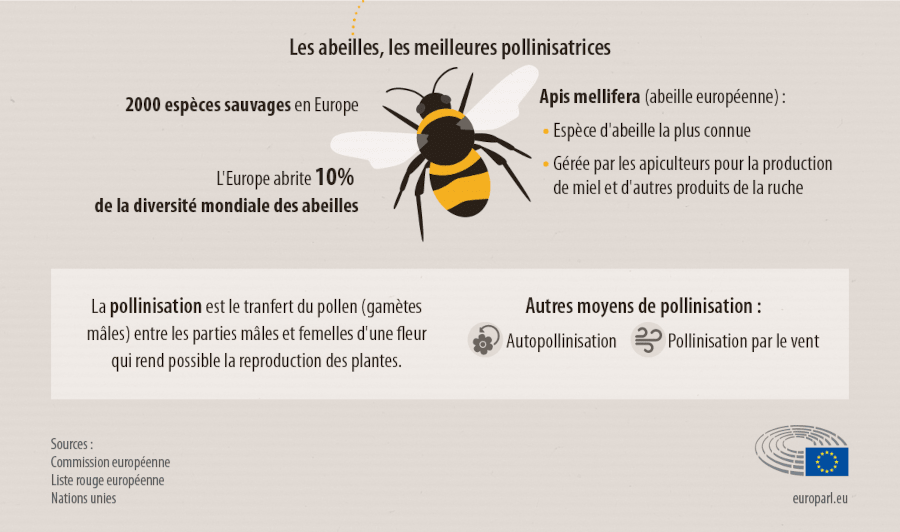 Les abeilles, les meilleures pollinisatrices
2000 espèces sauvages en Europe
L'Europe abrite 10%
de la diversité mondiale des abeilles
Apis mellifera (abeille européenne) :
• Espèce d'abeille la plus connue
• Gérée par les apiculteurs pour la production
de miel et d'autres produits de la ruche
La pollinisation est le tranfert du pollen (gamètes
mâles) entre les parties mâles et femelles d'une fleur
qui rend possible la reproduction des plantes.
Autres moyens de pollinisation :
Autopollinisation
Pollinisation par le vent
Sources :
Commission européenne
Liste rouge européenne
Nations unies
europarl.eu